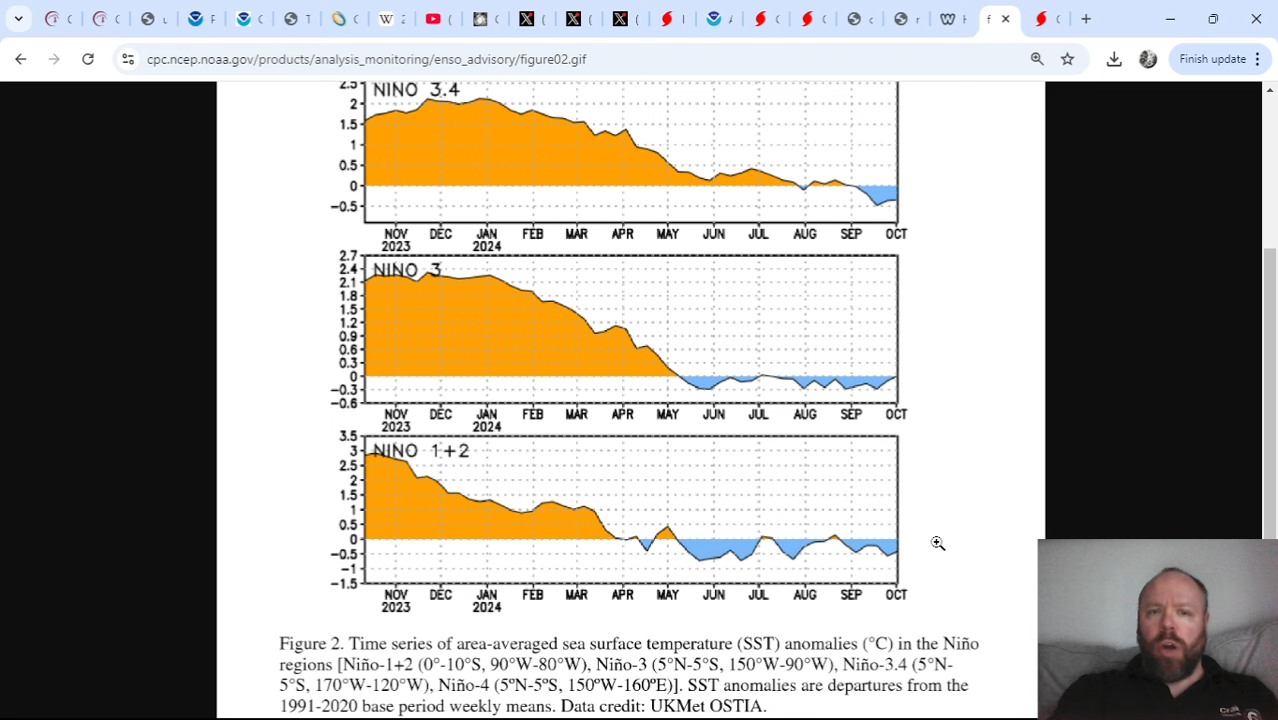 cpc.ncep.noaa.gov/products/analysis_monitoring/enso_advisory/figure02.gif
Finish update
2.5
NINO 3.4
2
1.5
1
0.5
0
-0.5
NOV DEC JAN FEB MAR APR MAY JUN JUL AUG SEP OCT
2023 2024
2.7
NINO 3
2.4
2.1
1.8
1.5
1.2
0.9
0.6
0.3
0
-0.3
-0.6
NOV DEC JAN FEB MAR APR MAY JUN JUL AUG SEP OCT
2023 2024
3.5
NINO 1+2
3
2.5
2
1.5
1
0.5
0
-0.5
-1
-1.5
NOV DEC JAN FEB MAR APR MAY JUN JUL AUG SEP OCT
2023 2024
Figure 2. Time series of area-averaged sea surface temperature (SST) anomalies (°C) in the Niño
regions [Niño-1+2 (0°-10°S, 90°W-80°W), Niño-3 (5°N-5°S, 150°W-90°W), Niño-3.4 (5°N-
5°S, 170°W-120°W), Niño-4 (5°N-5°S, 150°W-160°E)]. SST anomalies are departures from the
1991-2020 base period weekly means. Data credit: UKMet OSTIA.